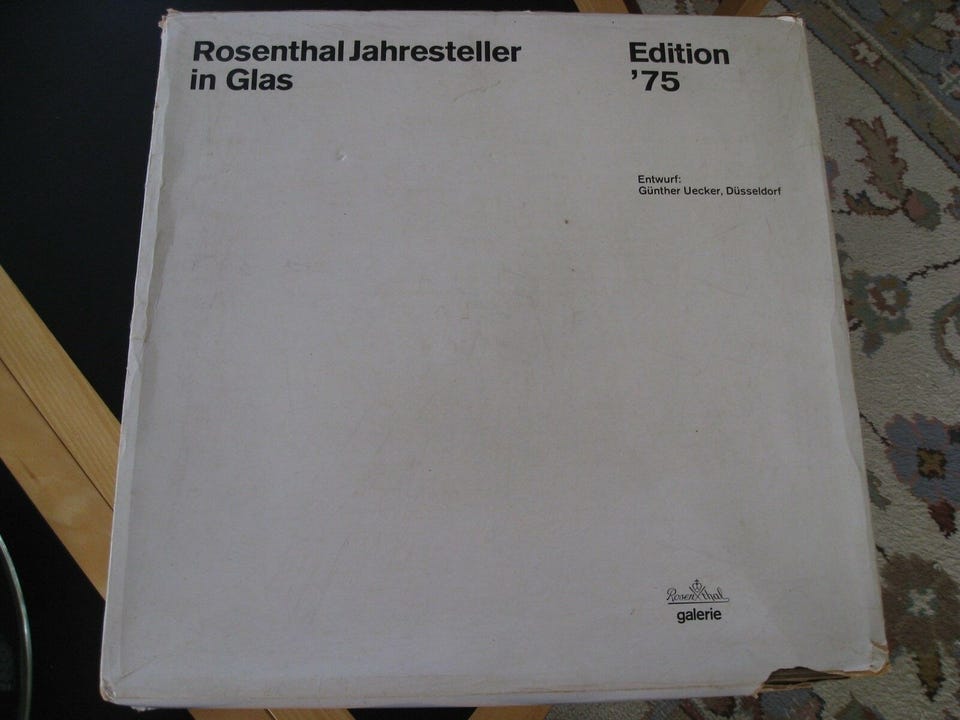 Rosenthal Jahresteller
in Glas
Edition
'75
Entwurf:
Günther Uecker, Düsseldorf
Rosenthal
galerie